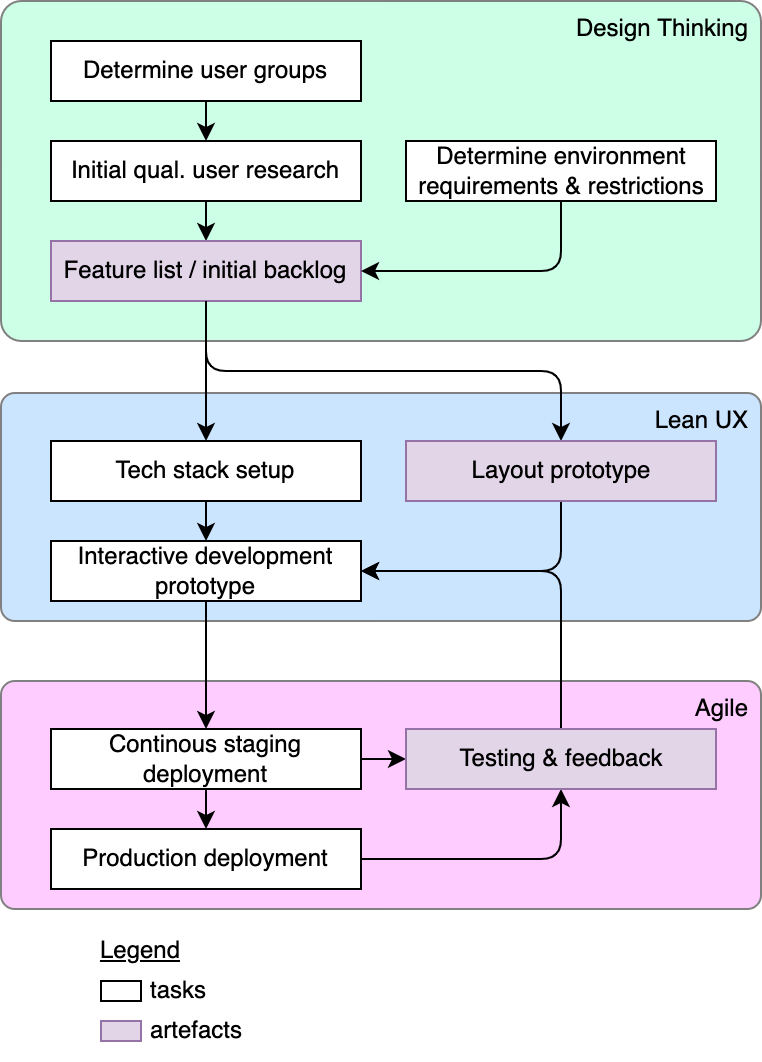 Design Thinking
Determine user groups
Initial qual. user research
Determine environment
requirements & restrictions
Feature list / initial backlog
Lean UX
Tech stack setup
Layout prototype
Interactive development
prototype
Agile
Continous staging
deployment
Testing & feedback
Production deployment
Legend
tasks
artefacts